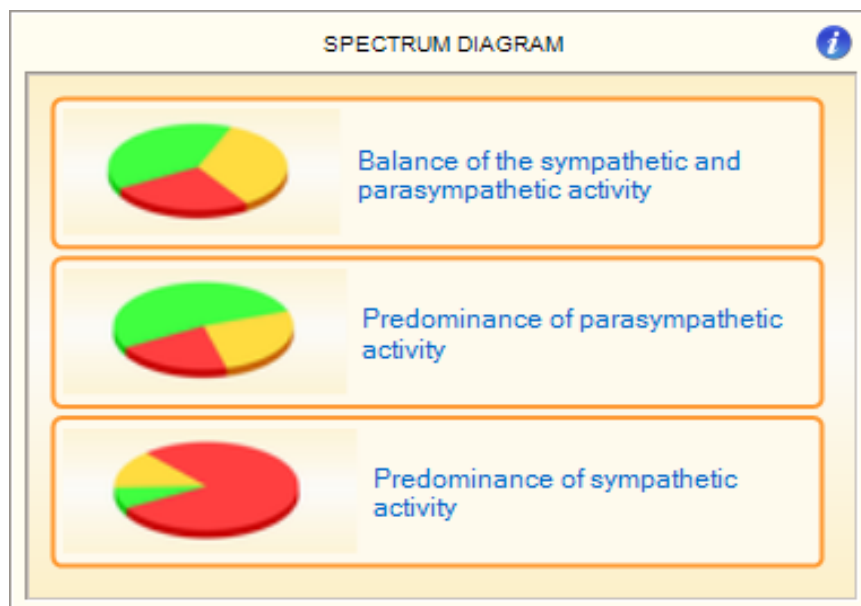 SPECTRUM DIAGRAM
i
Balance of the sympathetic and
parasympathetic activity
Predominance of parasympathetic
activity
Predominance of sympathetic
activity